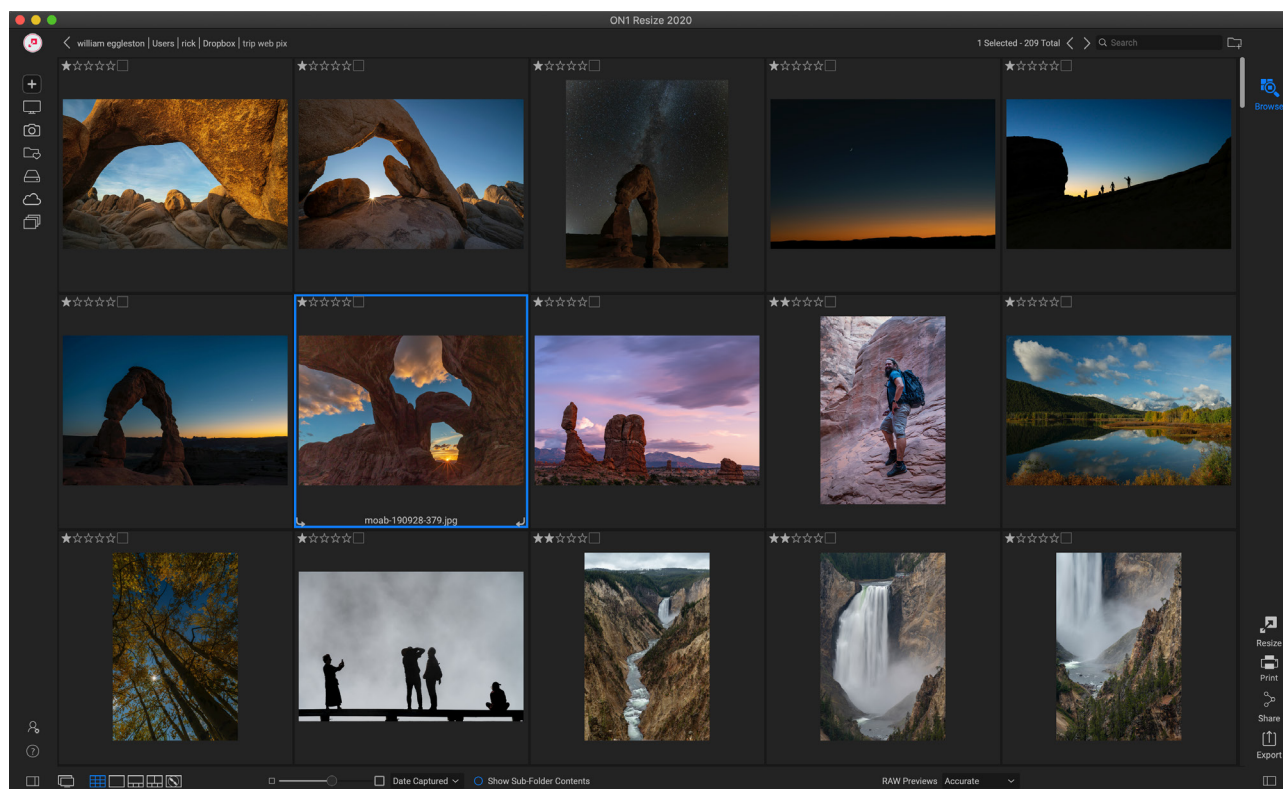 ON1 Resize 2020
william eggleston | Users | rick | Dropbox | trip web pix
1 Selected - 209 Total
Search
Browse
moab-190928-379.jpg
Resize
Print
Share
Export
Date Captured
Show Sub-Folder Contents
RAW Previews Accurate